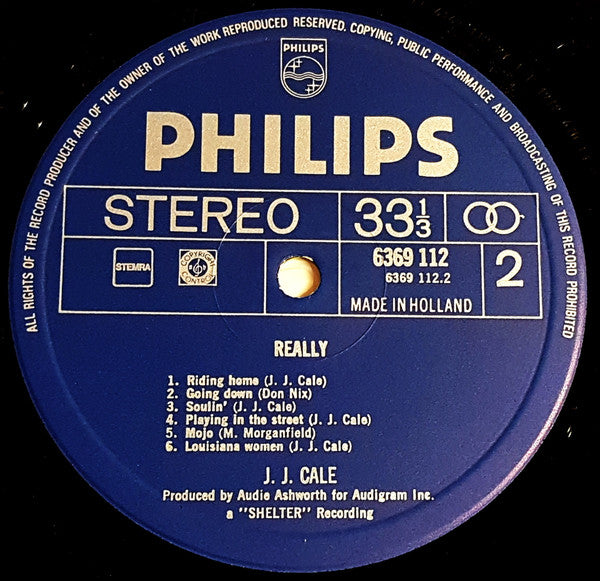 ALL RIGHTS OF THE RECORD PRODUCER AND OF THE OWNER OF THE WORK REPRODUCED RESERVED. COPYING, PUBLIC PERFORMANCE AND BROADCASTING OF THIS RECORD PROHIBITED
PHILIPS
PHILIPS
STEREO 33⅓
STEMRA COPYRIGHT CONTROL 6369 112 2
6369 112.2
MADE IN HOLLAND
REALLY
1. Riding home (J. J. Cale)
2. Going down (Don Nix)
3. Soulin' (J. J. Cale)
4. Playing in the street (J. J. Cale)
5. Mojo (M. Morganfield)
6. Louisiana women (J. J. Cale)
J. J. CALE
Produced by Audie Ashworth for Audigram Inc.
a "SHELTER" Recording